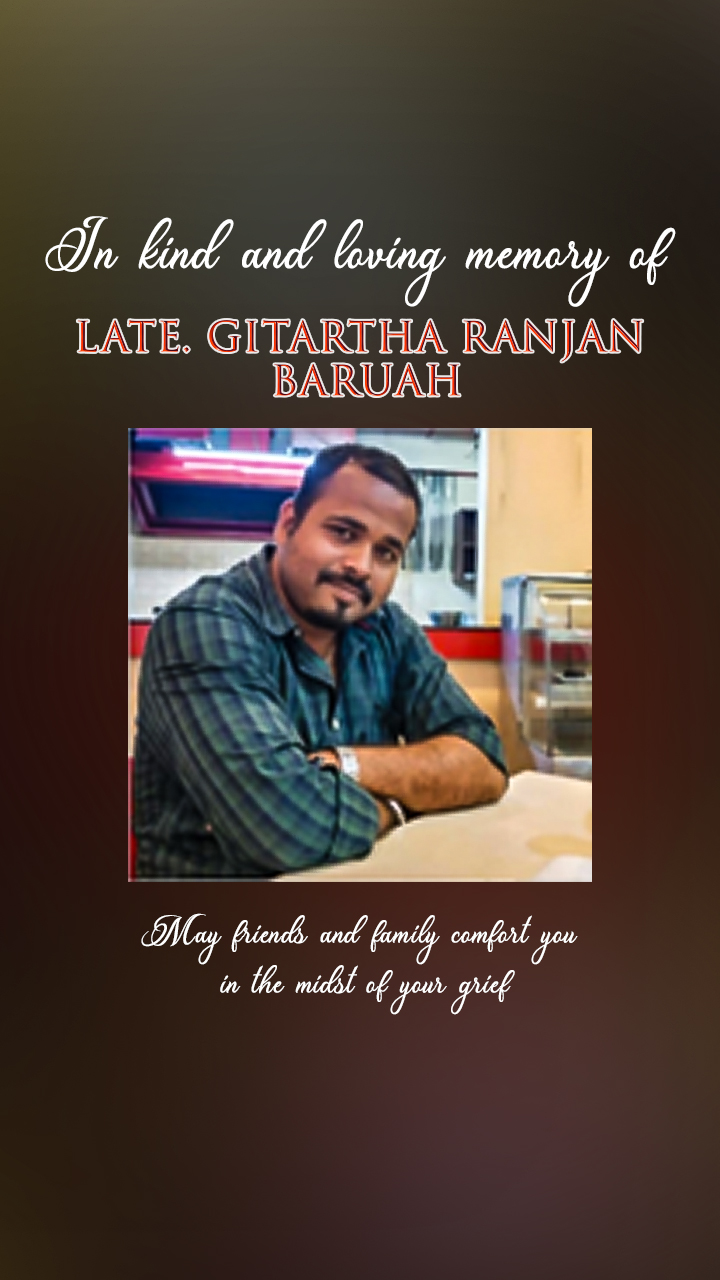 In kind and loving memory of
LATE. GITARTHA RANJAN
BARUAH
May friends and family comfort you
in the midst of your grief